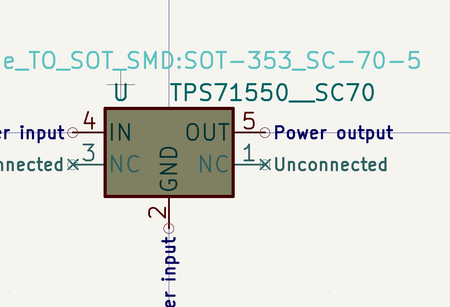 e_TO_SOT_SMD:SOT-353_SC-70-5
U TPS71550__SC70
er input 4 IN OUT 5 Power output
nnected 3 NC NC 1 Unconnected
GND
2
er input